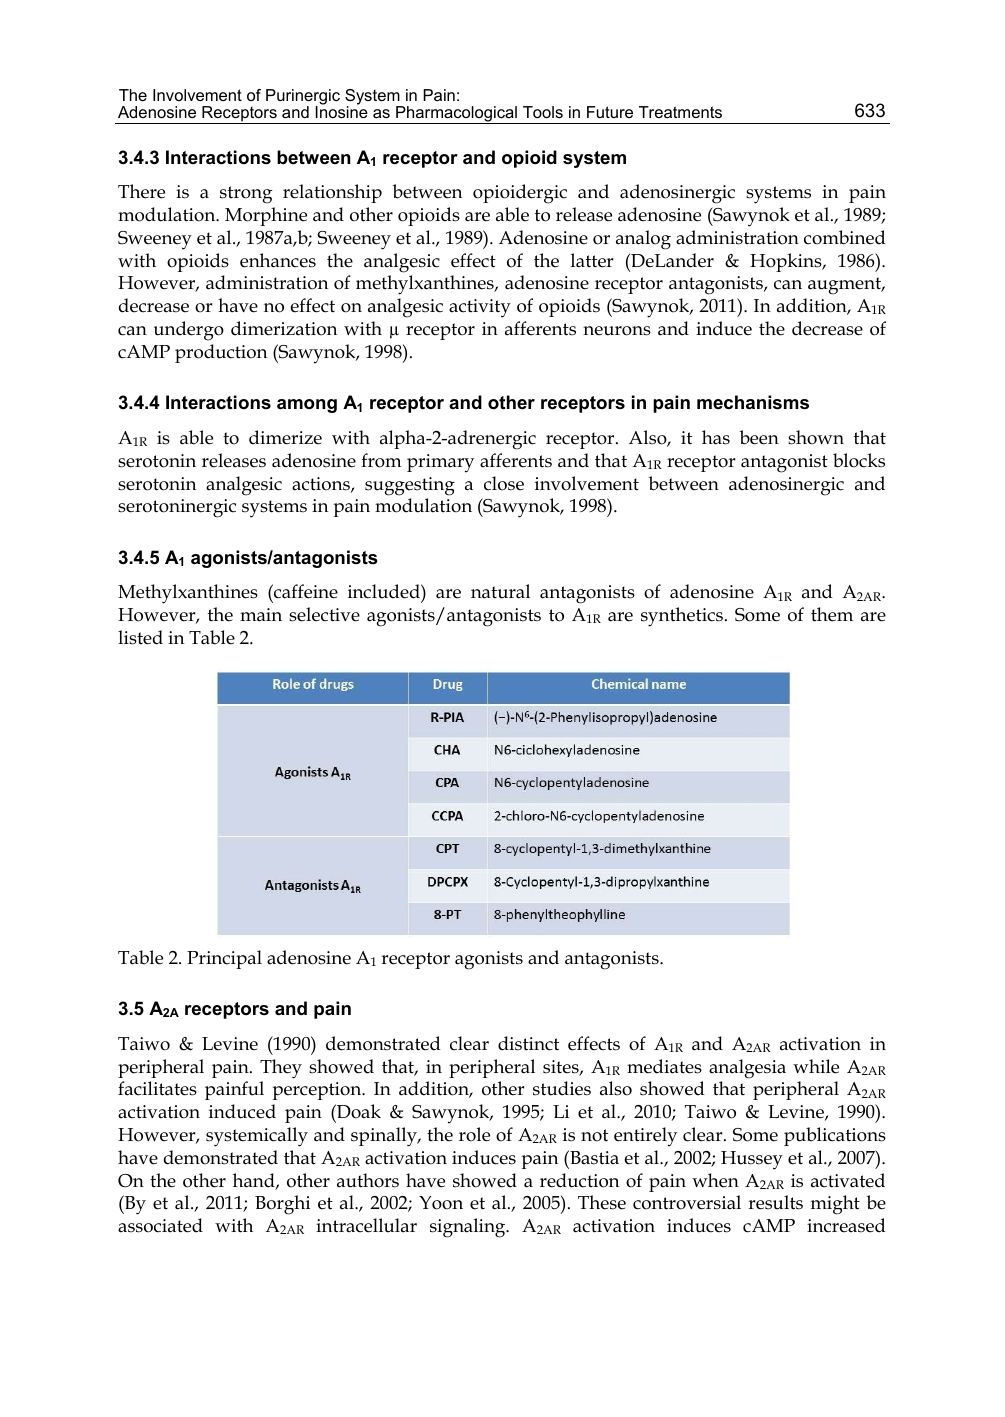 The Involvement of Purinergic System in Pain:
Adenosine Receptors and Inosine as Pharmacological Tools in Future Treatments 633
3.4.3 Interactions between A1 receptor and opioid system
There is a strong relationship between opioidergic and adenosinergic systems in pain
modulation. Morphine and other opioids are able to release adenosine (Sawynok et al., 1989;
Sweeney et al., 1987a,b; Sweeney et al., 1989). Adenosine or analog administration combined
with opioids enhances the analgesic effect of the latter (DeLander & Hopkins, 1986).
However, administration of methylxanthines, adenosine receptor antagonists, can augment,
decrease or have no effect on analgesic activity of opioids (Sawynok, 2011). In addition, A1R
can undergo dimerization with µ receptor in afferents neurons and induce the decrease of
cAMP production (Sawynok, 1998).
3.4.4 Interactions among A1 receptor and other receptors in pain mechanisms
A1R is able to dimerize with alpha-2-adrenergic receptor. Also, it has been shown that
serotonin releases adenosine from primary afferents and that A1R receptor antagonist blocks
serotonin analgesic actions, suggesting a close involvement between adenosinergic and
serotoninergic systems in pain modulation (Sawynok, 1998).
3.4.5 A1 agonists/antagonists
Methylxanthines (caffeine included) are natural antagonists of adenosine A1R and A2AR.
However, the main selective agonists/antagonists to A1R are synthetics. Some of them are
listed in Table 2.
Role of drugs Drug Chemical name
Agonists A1R
R-PIA (−)-N⁶-(2-Phenylisopropyl)adenosine
CHA N6-ciclohexyladenosine
CPA N6-cyclopentyladenosine
CCPA 2-chloro-N6-cyclopentyladenosine
Antagonists A1R
CPT 8-cyclopentyl-1,3-dimethylxanthine
DPCPX 8-Cyclopentyl-1,3-dipropylxanthine
8-PT 8-phenyltheophylline
Table 2. Principal adenosine A1 receptor agonists and antagonists.
3.5 A2A receptors and pain
Taiwo & Levine (1990) demonstrated clear distinct effects of A1R and A2AR activation in
peripheral pain. They showed that, in peripheral sites, A1R mediates analgesia while A2AR
facilitates painful perception. In addition, other studies also showed that peripheral A2AR
activation induced pain (Doak & Sawynok, 1995; Li et al., 2010; Taiwo & Levine, 1990).
However, systemically and spinally, the role of A2AR is not entirely clear. Some publications
have demonstrated that A2AR activation induces pain (Bastia et al., 2002; Hussey et al., 2007).
On the other hand, other authors have showed a reduction of pain when A2AR is activated
(By et al., 2011; Borghi et al., 2002; Yoon et al., 2005). These controversial results might be
associated with A2AR intracellular signaling. A2AR activation induces cAMP increased